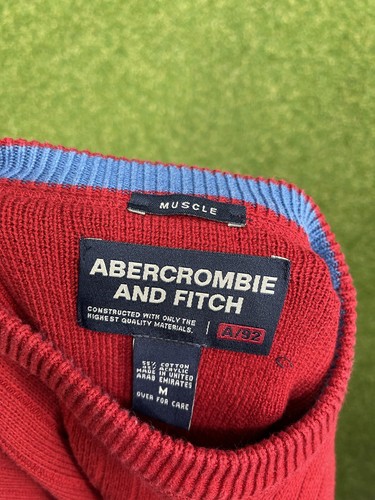 MUSCLE
ABERCROMBIE
AND FITCH
CONSTRUCTED WITH ONLY THE
HIGHEST QUALITY MATERIALS.
A/92
55% COTTON
45% ACRYLIC
MADE IN UNITED
ARAB EMIRATES
M
OVER FOR CARE